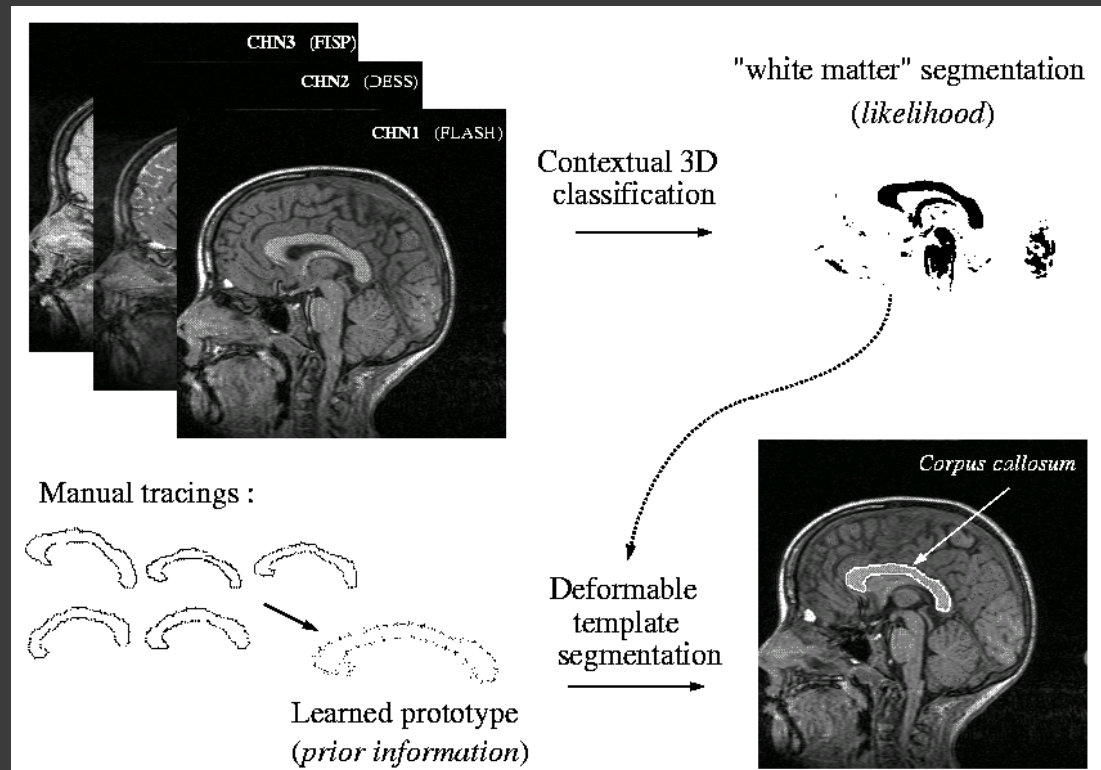 CHN3 (FISP)
CHN2 (DESS)
CHN1 (FLASH)
"white matter" segmentation
(likelihood)
Contextual 3D
classification
Manual tracings :
Corpus callosum
Deformable
template
segmentation
Learned prototype
(prior information)